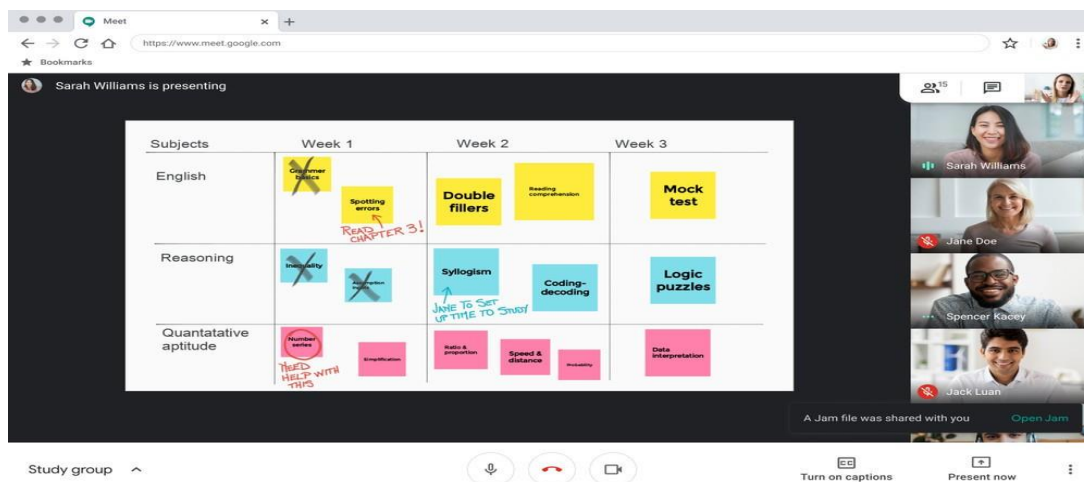 Meet
https://www.meet.google.com
Bookmarks
Sarah Williams is presenting
15
Subjects
Week 1
Week 2
Week 3
English
Grammer
basics
Spotting
errors
READ
CHAPTER 3!
Double
fillers
Reading
comprehension
Mock
test
Reasoning
Inequality
Syllogism
JANE TO SET
UP TIME TO STUDY
Coding-
decoding
Logic
puzzles
Quantatative
aptitude
Number
series
NEED
HELP WITH
THIS
Simplification
Ratio &
proportion
Speed &
distance
Probability
Data
interpretation
Sarah Williams
Jane Doe
Spencer Kacey
Jack Luan
A Jam file was shared with you
Open Jam
Study group
CC
Turn on captions
Present now